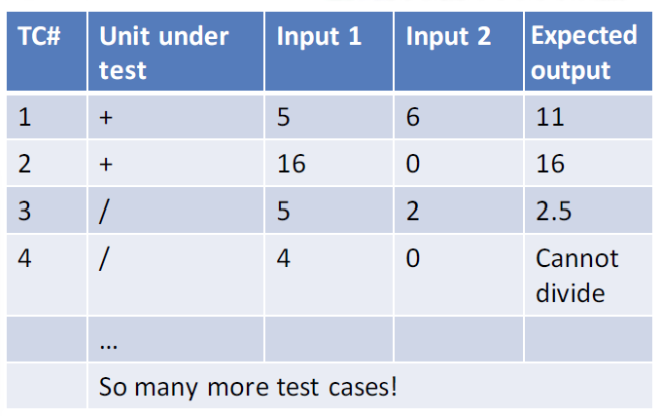 TC# Unit under test Input 1 Input 2 Expected output
1 + 5 6 11
2 + 16 0 16
3 / 5 2 2.5
4 / 4 0 Cannot divide
...
So many more test cases!